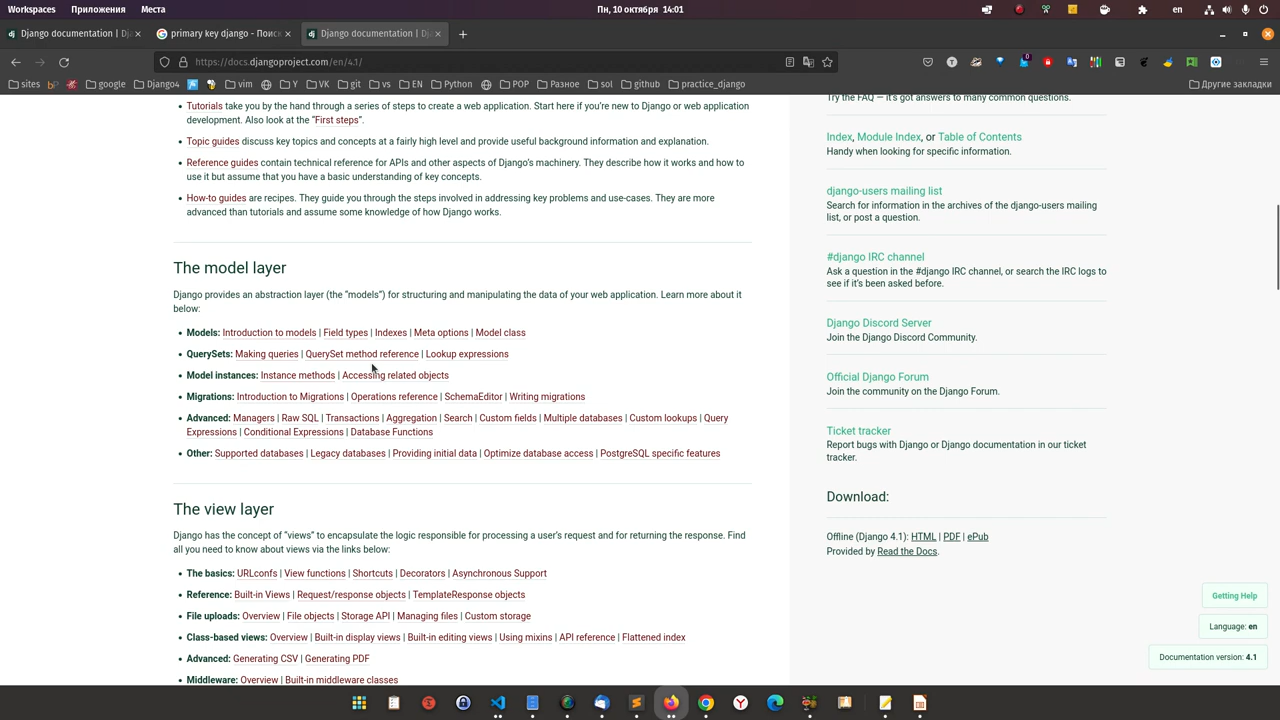 Workspaces Приложения Места Пн, 10 октября 14:01 en
Django documentation | D × primary key django - Поис × Django documentation | D × +
https://docs.djangoproject.com/en/4.1/
sites bP google Django4 vim Y VK git vs EN Python POP Разное sol github practice_django Другие закладки
Tutorials take you by the hand through a series of steps to create a web application. Start here if you're new to Django or web application
development. Also look at the "First steps".
Topic guides discuss key topics and concepts at a fairly high level and provide useful background information and explanation.
Reference guides contain technical reference for APIs and other aspects of Django's machinery. They describe how it works and how to
use it but assume that you have a basic understanding of key concepts.
How-to guides are recipes. They guide you through the steps involved in addressing key problems and use-cases. They are more
advanced than tutorials and assume some knowledge of how Django works.
The model layer
Django provides an abstraction layer (the “models”) for structuring and manipulating the data of your web application. Learn more about it
below:
Models: Introduction to models | Field types | Indexes | Meta options | Model class
QuerySets: Making queries | QuerySet method reference | Lookup expressions
Model instances: Instance methods | Accessing related objects
Migrations: Introduction to Migrations | Operations reference | SchemaEditor | Writing migrations
Advanced: Managers | Raw SQL | Transactions | Aggregation | Search | Custom fields | Multiple databases | Custom lookups | Query
Expressions | Conditional Expressions | Database Functions
Other: Supported databases | Legacy databases | Providing initial data | Optimize database access | PostgreSQL specific features
The view layer
Django has the concept of “views” to encapsulate the logic responsible for processing a user’s request and for returning the response. Find
all you need to know about views via the links below:
The basics: URLconfs | View functions | Shortcuts | Decorators | Asynchronous Support
Reference: Built-in Views | Request/response objects | TemplateResponse objects
File uploads: Overview | File objects | Storage API | Managing files | Custom storage
Class-based views: Overview | Built-in display views | Built-in editing views | Using mixins | API reference | Flattened index
Advanced: Generating CSV | Generating PDF
Middleware: Overview | Built-in middleware classes
Try the FAQ — it's got answers to many common questions.
Index, Module Index, or Table of Contents
Handy when looking for specific information.
django-users mailing list
Search for information in the archives of the django-users mailing
list, or post a question.
#django IRC channel
Ask a question in the #django IRC channel, or search the IRC logs to
see if it’s been asked before.
Django Discord Server
Join the Django Discord Community.
Official Django Forum
Join the community on the Django Forum.
Ticket tracker
Report bugs with Django or Django documentation in our ticket
tracker.
Download:
Offline (Django 4.1): HTML | PDF | ePub
Provided by Read the Docs.
Getting Help
Language: en
Documentation version: 4.1